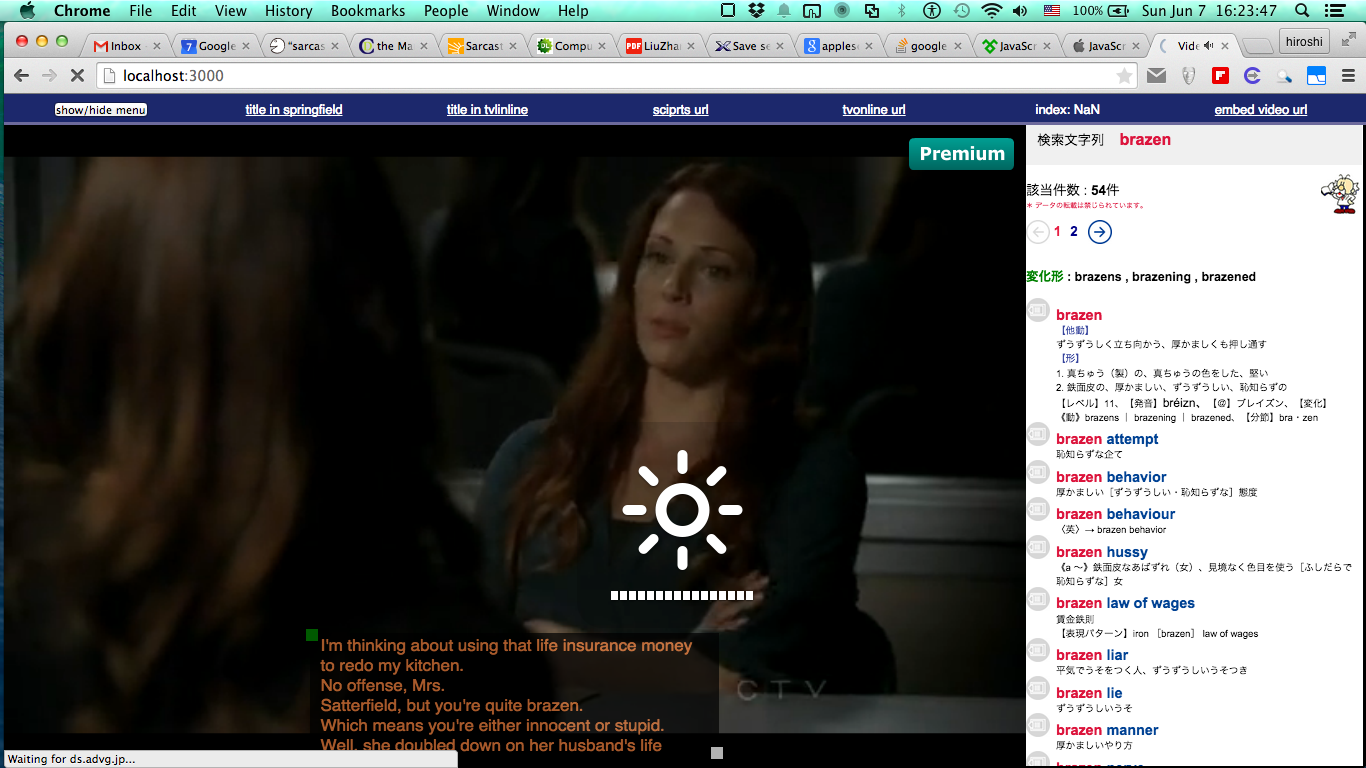 Chrome File Edit View History Bookmarks People Window Help 100% Sun Jun 7 16:23:47
Inbox Google "sarcas the Ma Sarcast Compu LiuZhar Save se applesc google JavaScr JavaScr Vide hiroshi
localhost:3000
show/hide menu title in springfield title in tvlinline sciprts url tvonline url index: NaN embed video url
Premium
検索文字列 brazen
該当件数 : 54件
＊ データの転載は禁じられています。
1 2
変化形 : brazens , brazening , brazened
brazen
【他動】
ずうずうしく立ち向かう、厚かましくも押し通す
【形】
1. 真ちゅう（製）の、真ちゅうの色をした、堅い
2. 鉄面皮の、厚かましい、ずうずうしい、恥知らずの
【レベル】11、【発音】bréizn、【@】ブレイズン、【変化】
《動》brazens ｜ brazening ｜ brazened、【分節】bra・zen
brazen attempt
恥知らずな企て
brazen behavior
厚かましい［ずうずうしい・恥知らずな］態度
brazen behaviour
〈英〉→ brazen behavior
brazen hussy
《a ～》鉄面皮なあばずれ（女）、見境なく色目を使う［ふしだらで
恥知らずな］女
brazen law of wages
賃金鉄則
【表現パターン】iron ［brazen］ law of wages
brazen liar
平気でうそをつく人、ずうずうしいうそつき
brazen lie
ずうずうしいうそ
brazen manner
厚かましいやり方
brazen
I'm thinking about using that life insurance money
to redo my kitchen.
No offense, Mrs.
Satterfield, but you're quite brazen.
Which means you're either innocent or stupid.
Well, she doubled down on her husband's life
CTV
Waiting for ds.advg.jp...